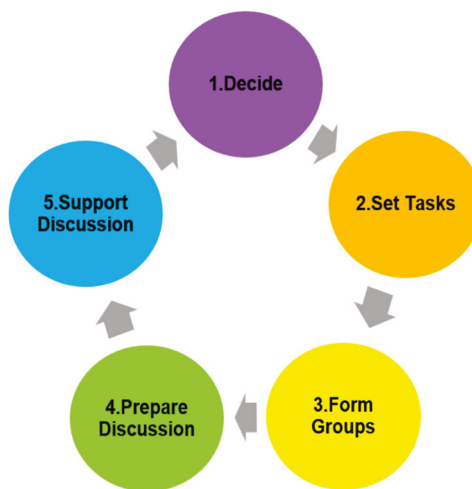 1.Decide
2.Set Tasks
3.Form
Groups
4.Prepare
Discussion
5.Support
Discussion